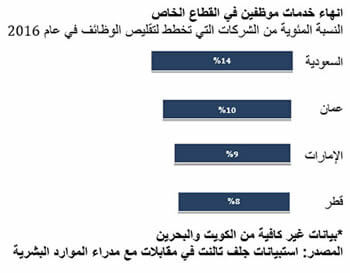 انهاء خدمات موظفين في القطاع الخاص
النسبة المئوية من الشركات التي تخطط لتقليص الوظائف في عام 2016
السعودية %14
عمان %10
الإمارات %9
قطر %8
*بيانات غير كافية من الكويت والبحرين
المصدر: استبيانات جلف تالنت في مقابلات مع مدراء الموارد البشرية